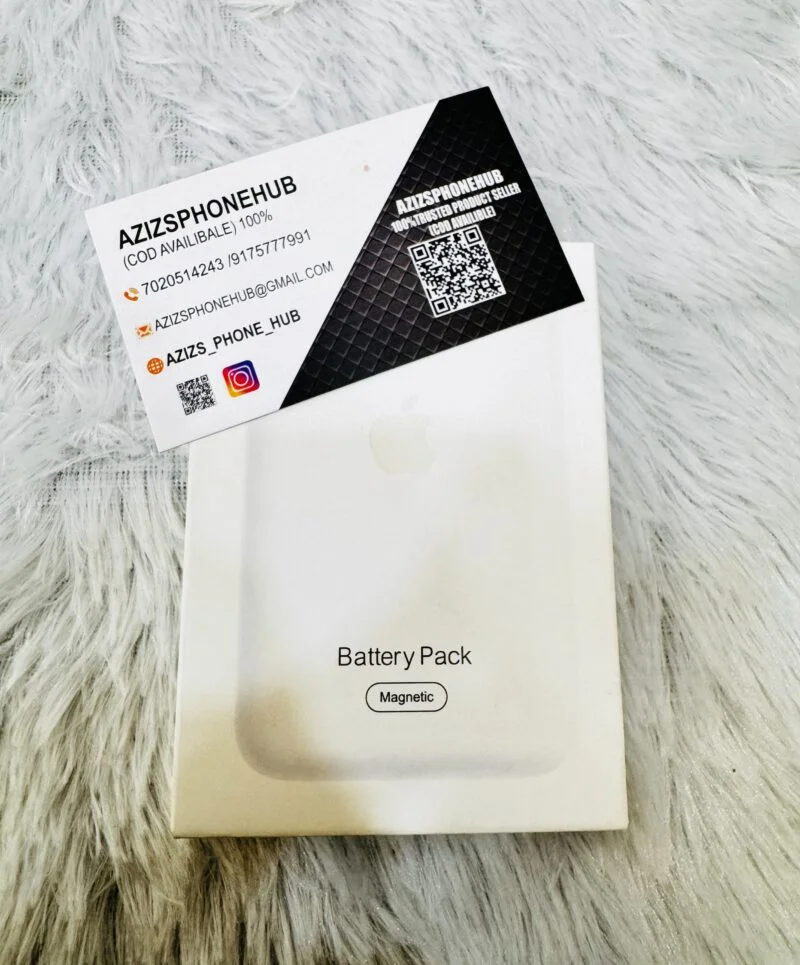 AZIZSPHONEHUB
(COD AVAILIBALE) 100%
7020514243 /9175777991
AZIZSPHONEHUB@GMAIL.COM
AZIZS_PHONE_HUB
AZIZSPHONEHUB
100%TRUSTED PRODUCT SELLER
(COD AVAILIBLE)
Battery Pack
Magnetic